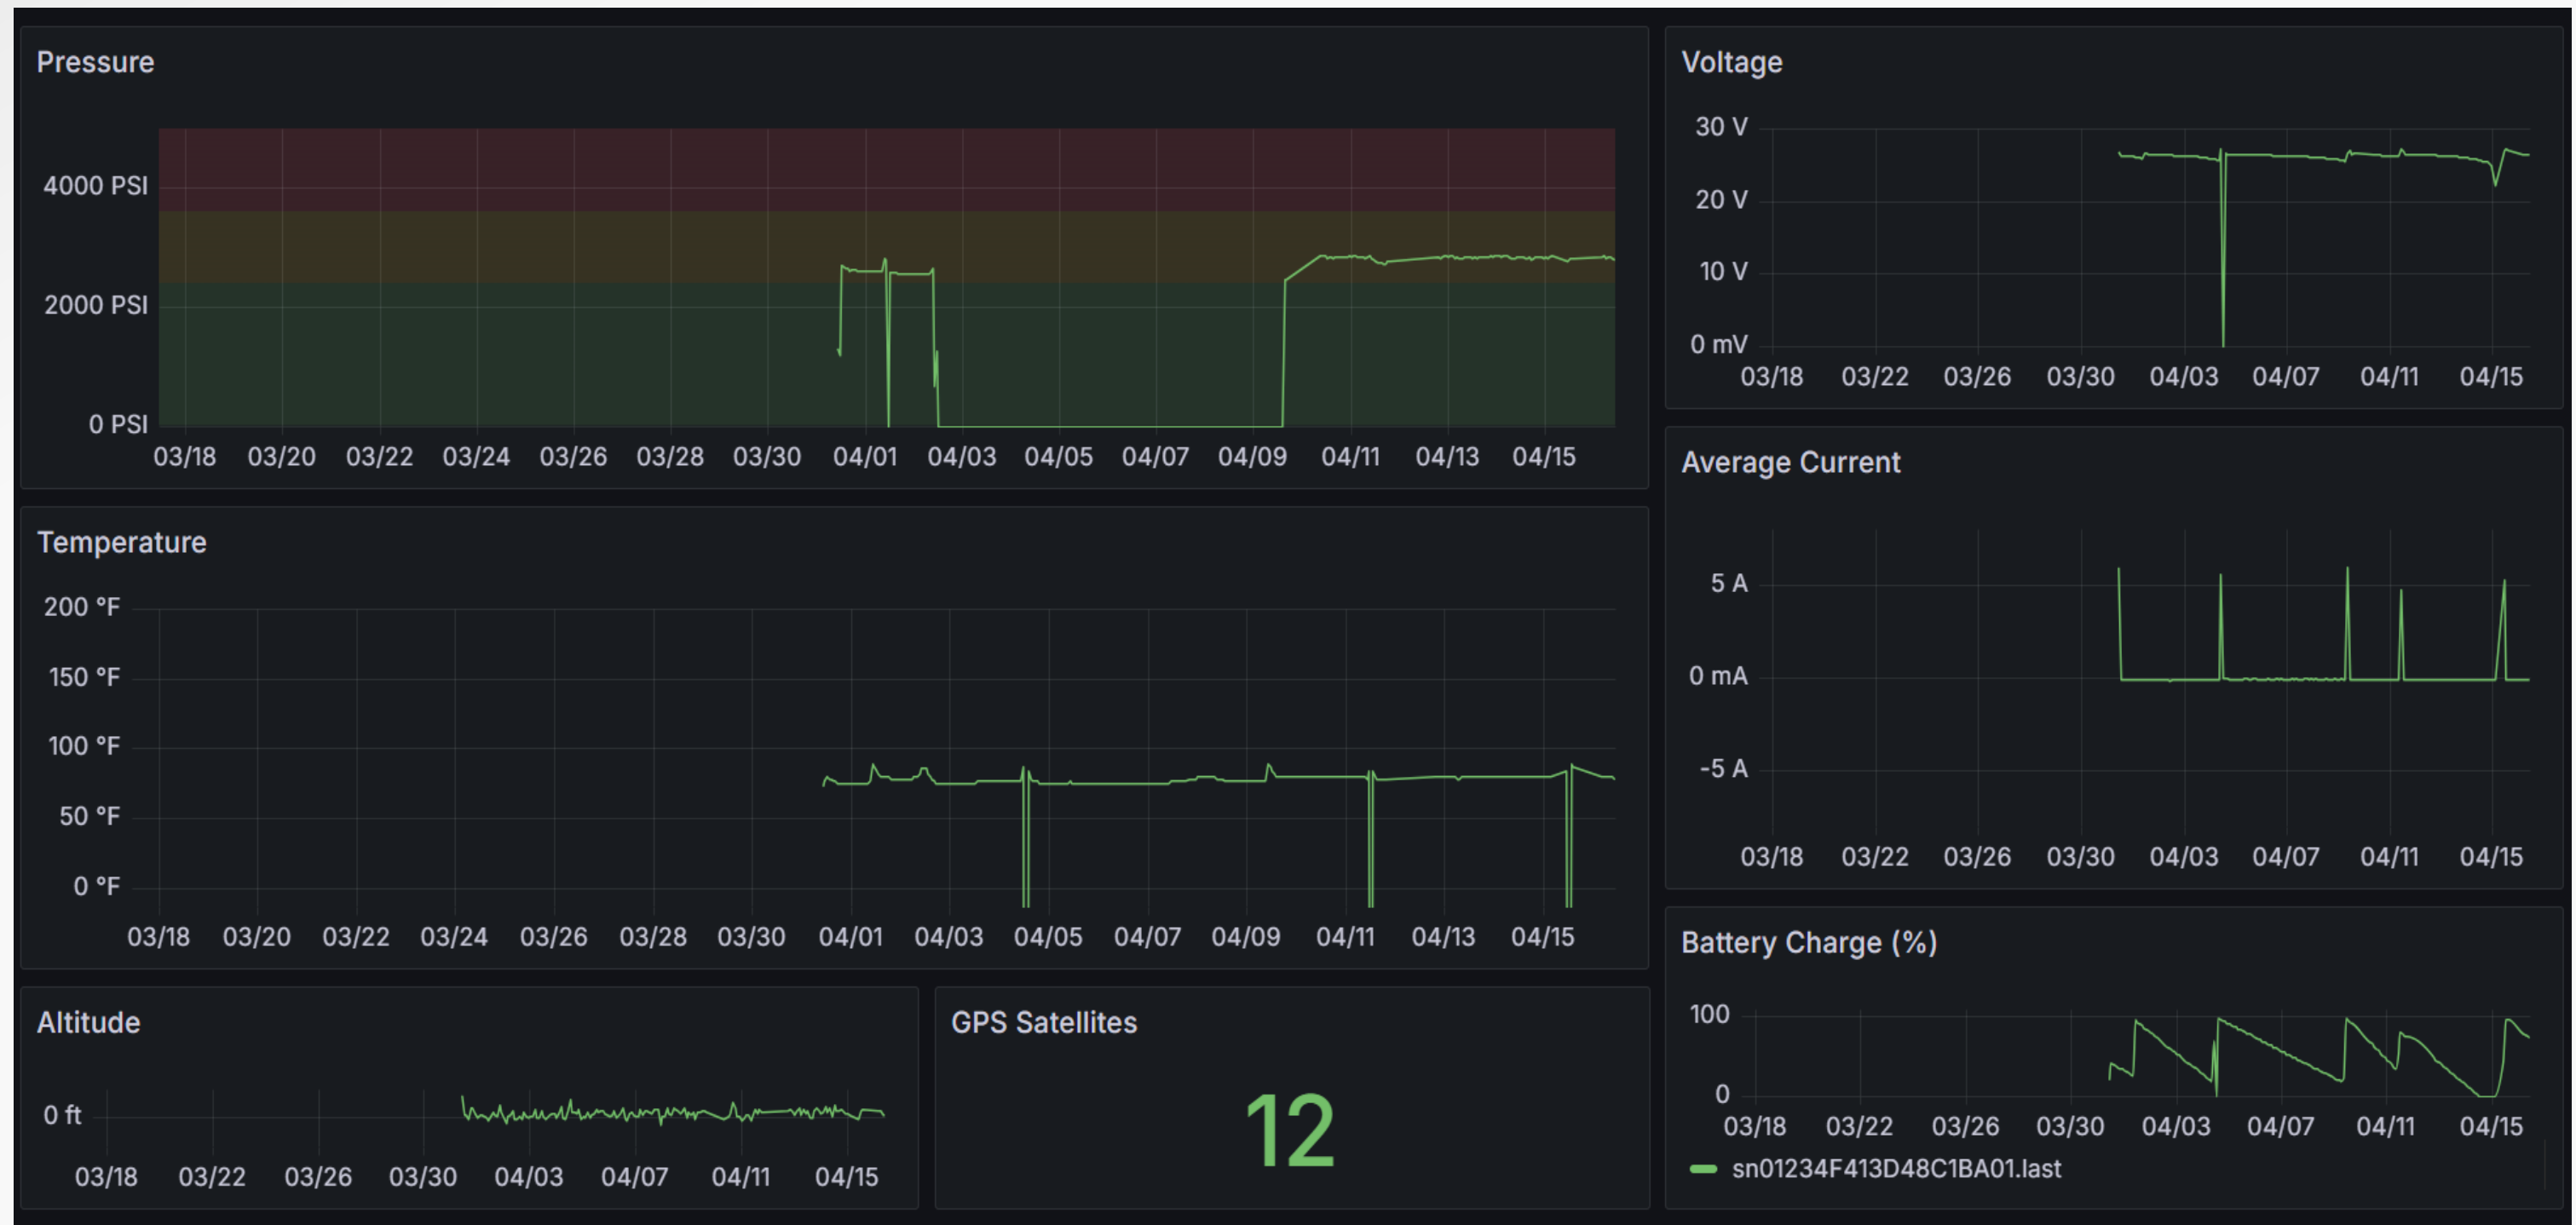 Pressure
4000 PSI
2000 PSI
0 PSI
03/18 03/20 03/22 03/24 03/26 03/28 03/30 04/01 04/03 04/05 04/07 04/09 04/11 04/13 04/15
Voltage
30 V
20 V
10 V
0 mV
03/18 03/22 03/26 03/30 04/03 04/07 04/11 04/15
Temperature
200 °F
150 °F
100 °F
50 °F
0 °F
03/18 03/20 03/22 03/24 03/26 03/28 03/30 04/01 04/03 04/05 04/07 04/09 04/11 04/13 04/15
Average Current
5 A
0 mA
-5 A
03/18 03/22 03/26 03/30 04/03 04/07 04/11 04/15
Altitude
0 ft
03/18 03/22 03/26 03/30 04/03 04/07 04/11 04/15
GPS Satellites
12
Battery Charge (%)
100
0
03/18 03/22 03/26 03/30 04/03 04/07 04/11 04/15
sn01234F413D48C1BA01.last